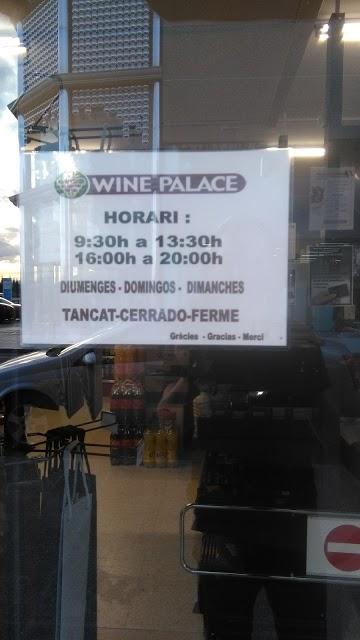 WINE PALACE
HORARI :
9:30h a 13:30h
16:00h a 20:00h
DIUMENGES - DOMINGOS - DIMANCHES
TANCAT-CERRADO-FERME
Gràcies - Gracias - Merci